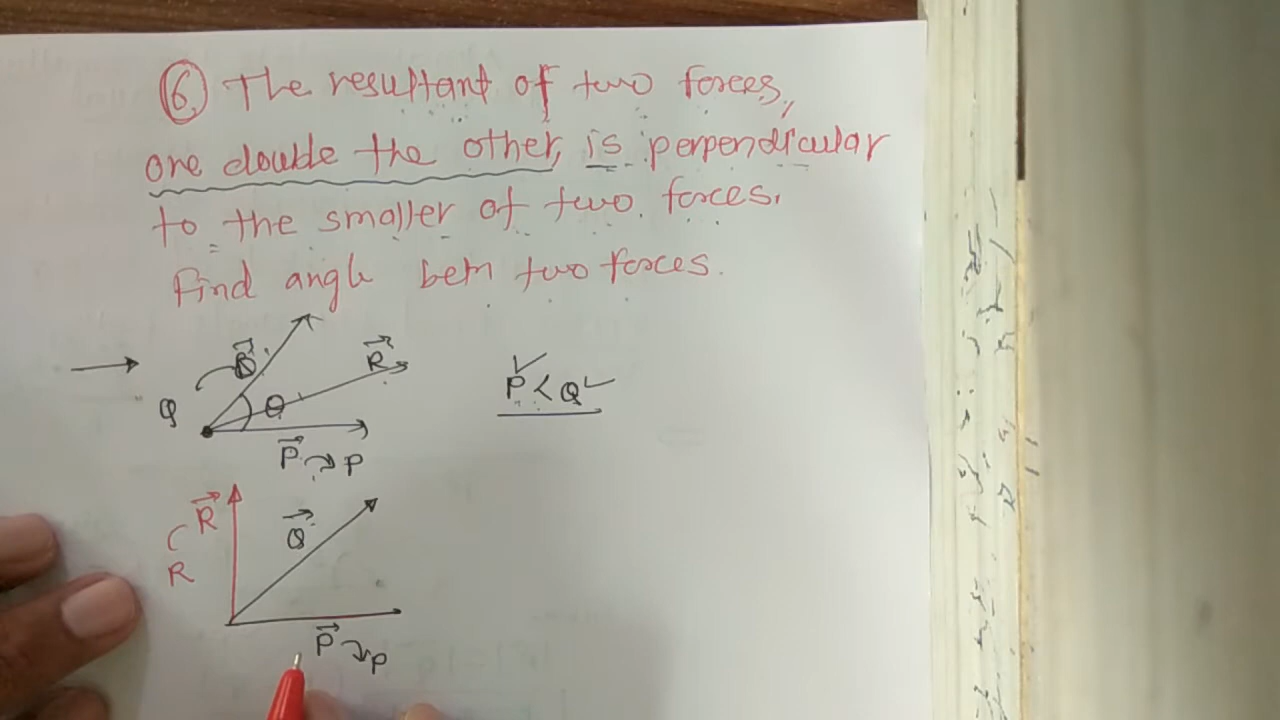 6. The resultant of two forces,
one double the other, is perpendicular
to the smaller of two forces.
find angle betn two forces.
R
Q θ
P P
P < Q
R Q
R
P P